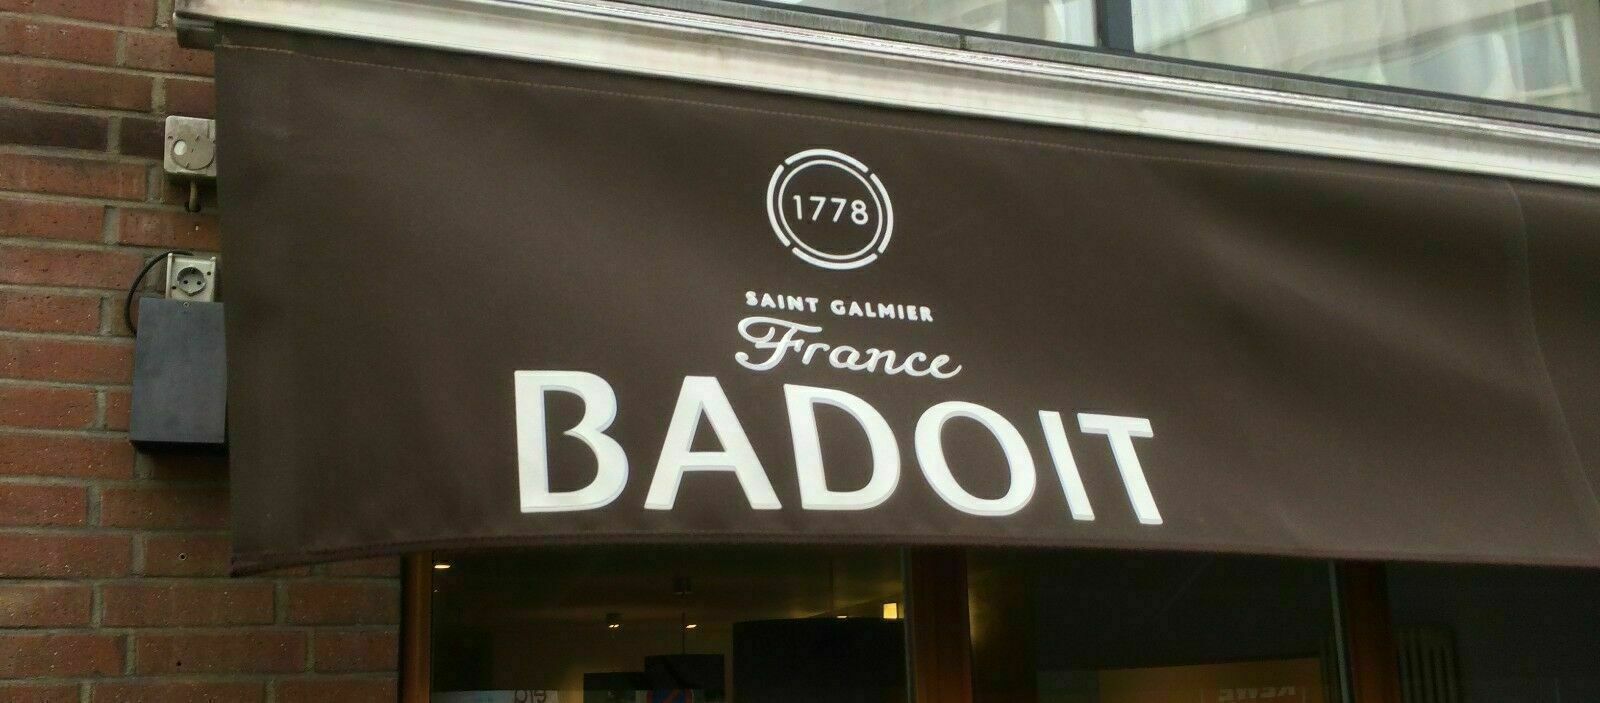 1778
SAINT GALMIER
France
BADOIT